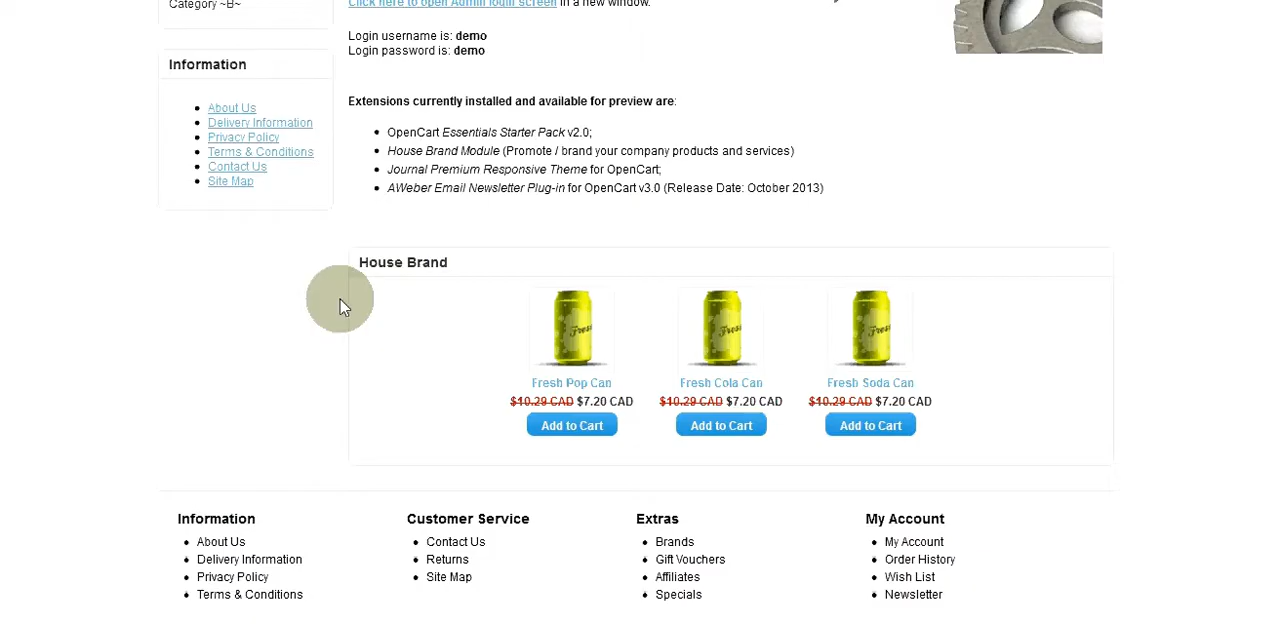 Category ~B~
Click here to open Admin login screen in a new window.
Login username is: demo
Login password is: demo
Information
About Us
Delivery Information
Privacy Policy
Terms & Conditions
Contact Us
Site Map
Extensions currently installed and available for preview are:
OpenCart Essentials Starter Pack v2.0;
House Brand Module (Promote / brand your company products and services)
Journal Premium Responsive Theme for OpenCart;
AWeber Email Newsletter Plug-in for OpenCart v3.0 (Release Date: October 2013)
House Brand
Fresh Pop Can
$10.29 CAD $7.20 CAD
Add to Cart
Fresh Cola Can
$10.29 CAD $7.20 CAD
Add to Cart
Fresh Soda Can
$10.29 CAD $7.20 CAD
Add to Cart
Information
About Us
Delivery Information
Privacy Policy
Terms & Conditions
Customer Service
Contact Us
Returns
Site Map
Extras
Brands
Gift Vouchers
Affiliates
Specials
My Account
My Account
Order History
Wish List
Newsletter